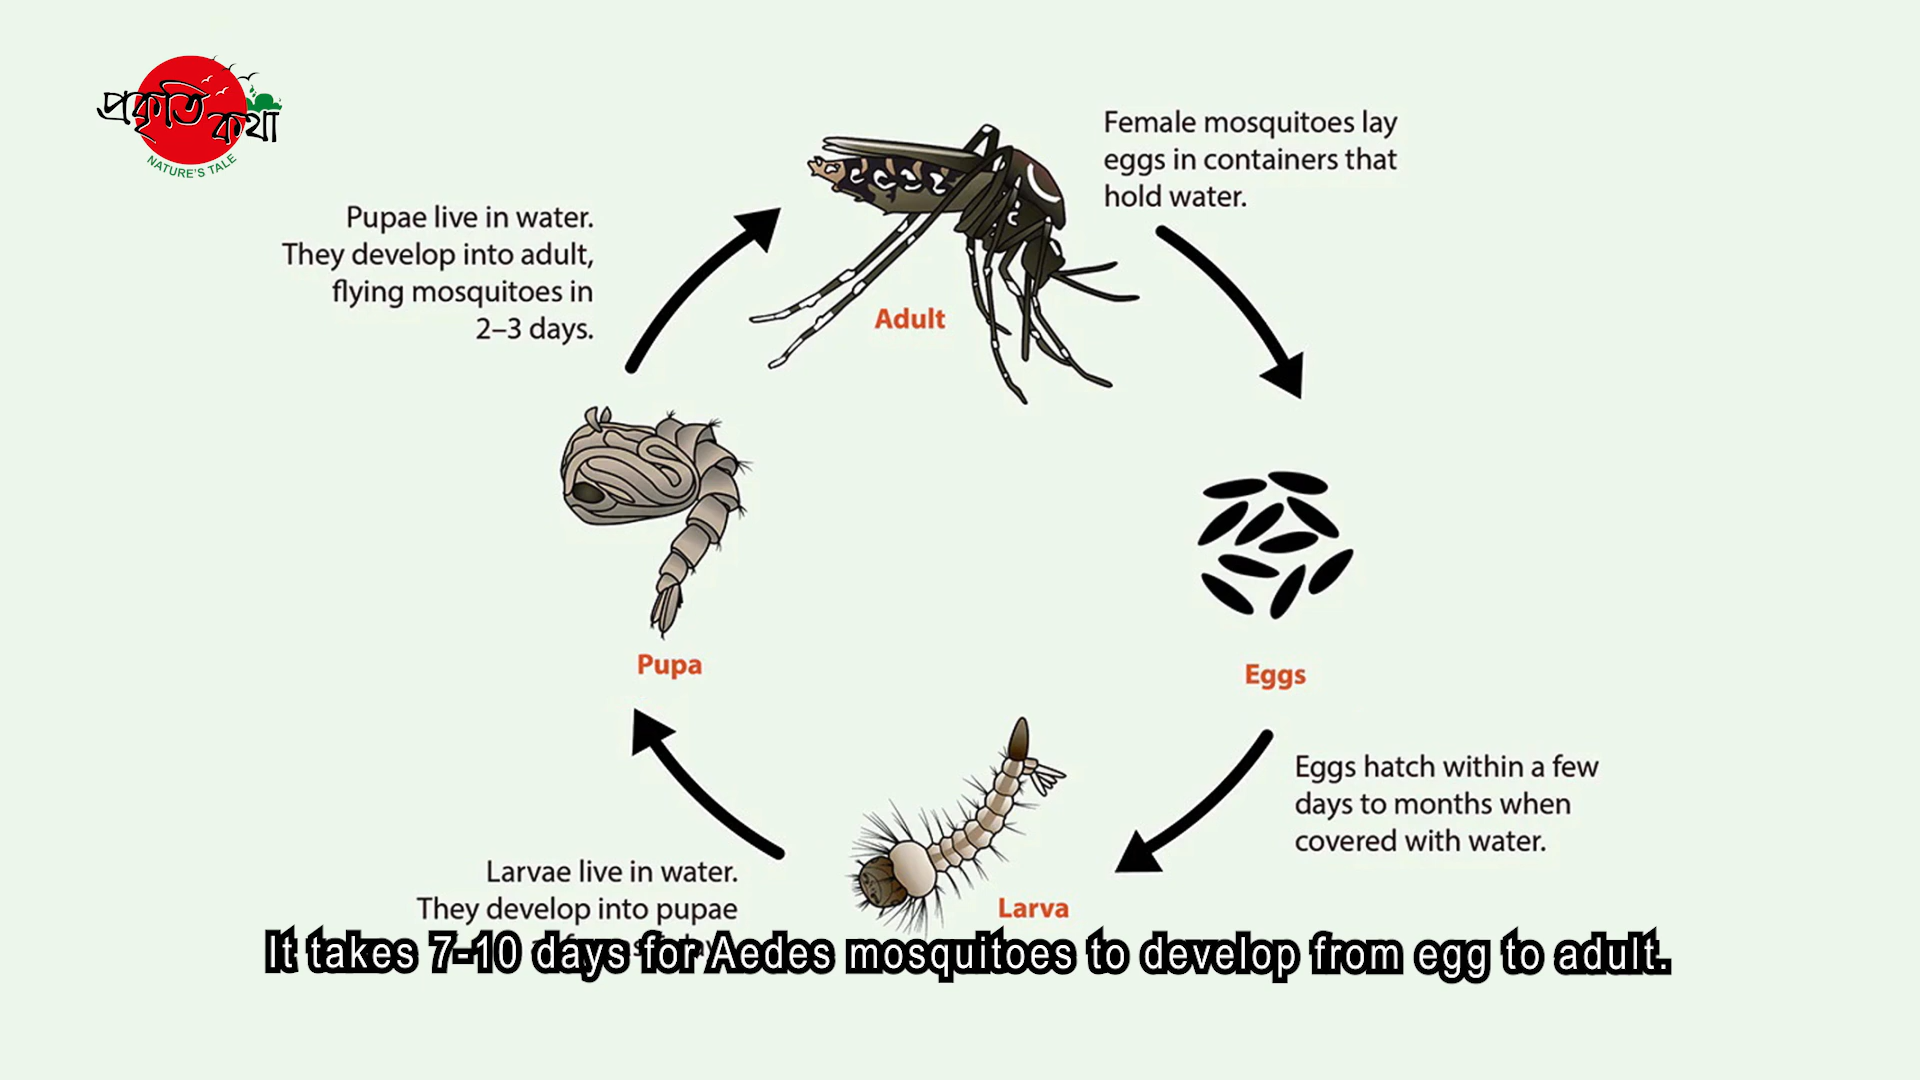 প্রকৃতি
কথা
NATURE'S TALE
Female mosquitoes lay
eggs in containers that
hold water.
Pupae live in water.
They develop into adult,
flying mosquitoes in
2–3 days.
Adult
Pupa
Eggs
Eggs hatch within a few
days to months when
covered with water.
Larvae live in water.
They develop into pupae
Larva
It takes 7-10 days for Aedes mosquitoes to develop from egg to adult.